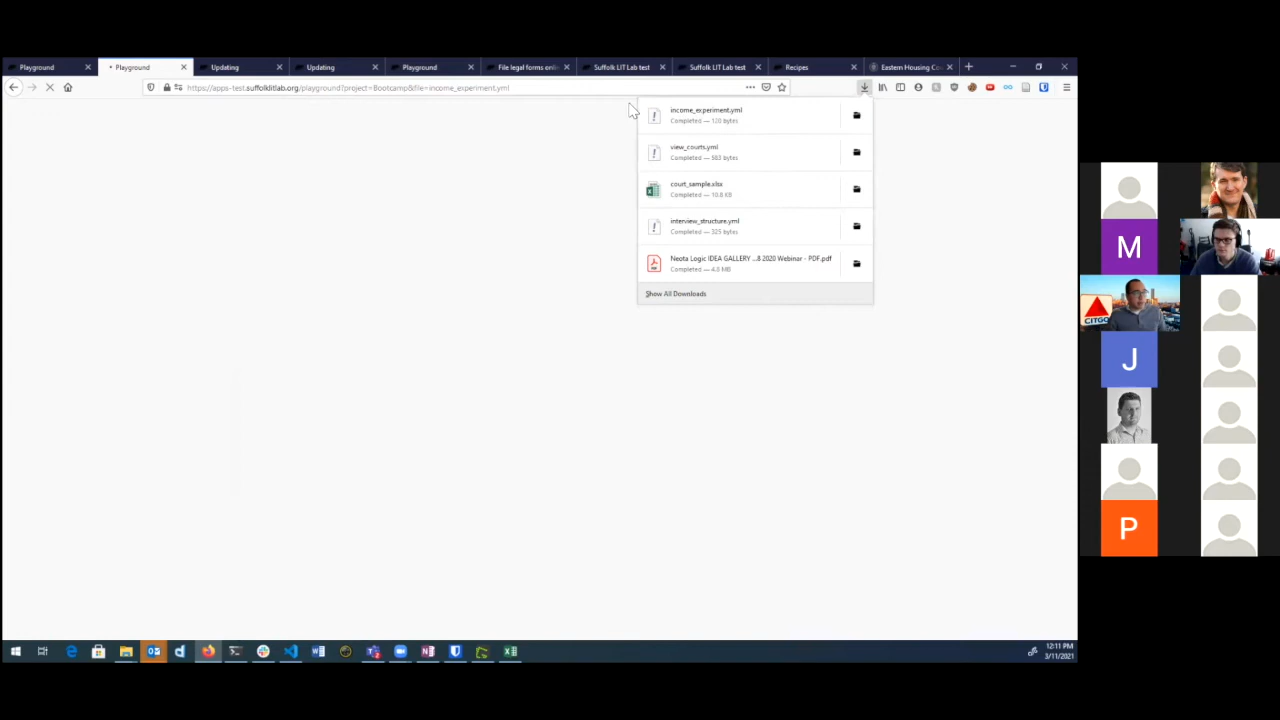 Playground
Playground
Updating
Updating
Playground
File legal forms onlin
Suffolk LIT Lab test
Suffolk LIT Lab test
Recipes
Eastern Housing Co
https://apps-test.suffolklitlab.org/playground?project=Bootcamp&file=income_experiment.yml
income_experiment.yml
Completed — 120 bytes
view_courts.yml
Completed — 583 bytes
court_sample.xlsx
Completed — 10.8 KB
interview_structure.yml
Completed — 325 bytes
Neota Logic IDEA GALLERY ...8 2020 Webinar - PDF.pdf
Completed — 4.8 MB
Show All Downloads
M
CITGO
J
P
12:11 PM
3/11/2021